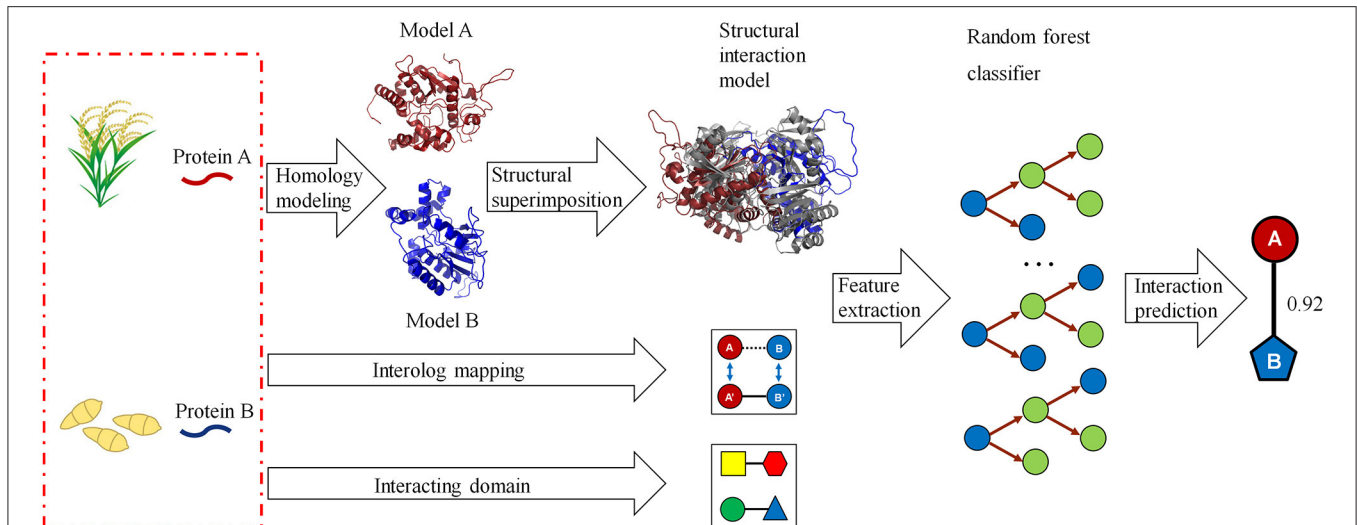 Model A
Structural
interaction
model
Random forest
classifier
Protein A
Homology
modeling
Structural
superimposition
Model B
Feature
extraction
...
Interaction
prediction
A
0.92
B
Interolog mapping
A
B
A'
B'
Protein B
Interacting domain